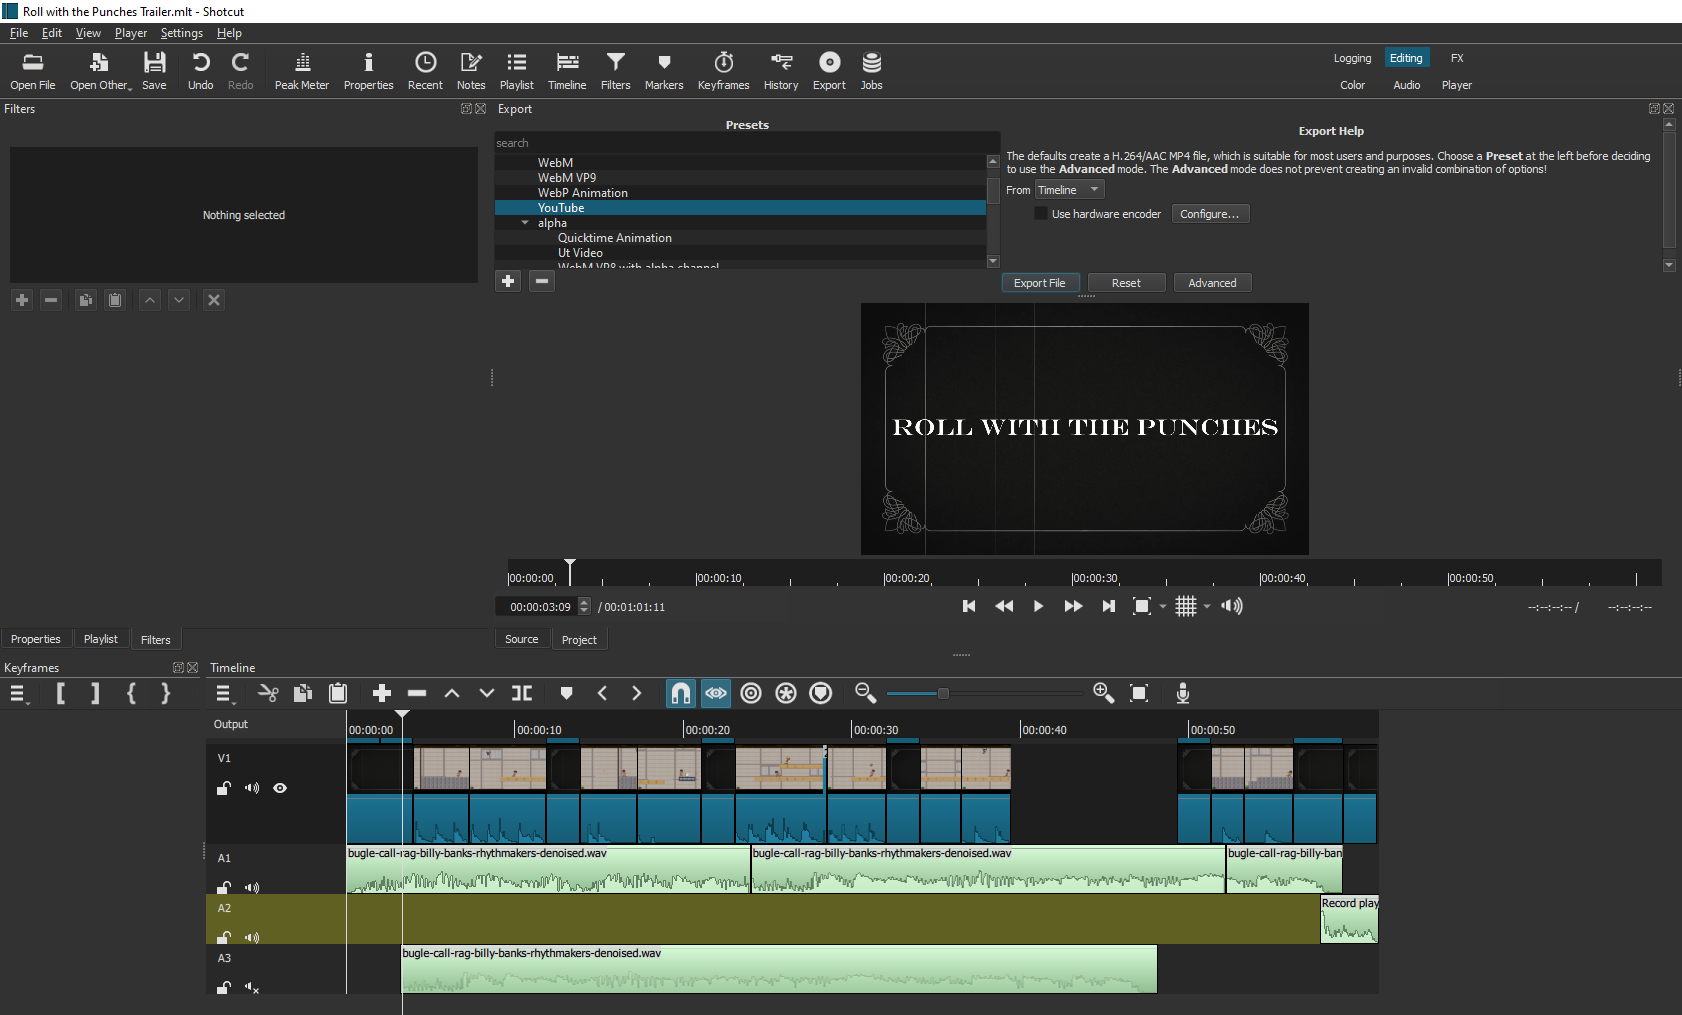 Roll with the Punches Trailer.mlt - Shotcut
File Edit View Player Settings Help
Open File Open Other Save Undo Redo Peak Meter Properties Recent Notes Playlist Timeline Filters Markers Keyframes History Export Jobs
Logging Editing FX
Color Audio Player
Filters
Nothing selected
Export
Presets
search
WebM
WebM VP9
WebP Animation
YouTube
alpha
Quicktime Animation
Ut Video
WebM VP8 with alpha channel
Export Help
The defaults create a H.264/AAC MP4 file, which is suitable for most users and purposes. Choose a Preset at the left before deciding
to use the Advanced mode. The Advanced mode does not prevent creating an invalid combination of options!
From Timeline
Use hardware encoder Configure...
Export File Reset Advanced
ROLL WITH THE PUNCHES
00:00:00 00:00:10 00:00:20 00:00:30 00:00:40 00:00:50
00:00:03:09 / 00:01:01:11
--:--:--:-- / --:--:--:--
Properties Playlist Filters
Source Project
Keyframes
Timeline
Output
00:00:00 00:00:10 00:00:20 00:00:30 00:00:40 00:00:50
V1
A1
bugle-call-rag-billy-banks-rhythmakers-denoised.wav bugle-call-rag-billy-banks-rhythmakers-denoised.wav bugle-call-rag-billy-ban
A2
Record play
A3
bugle-call-rag-billy-banks-rhythmakers-denoised.wav